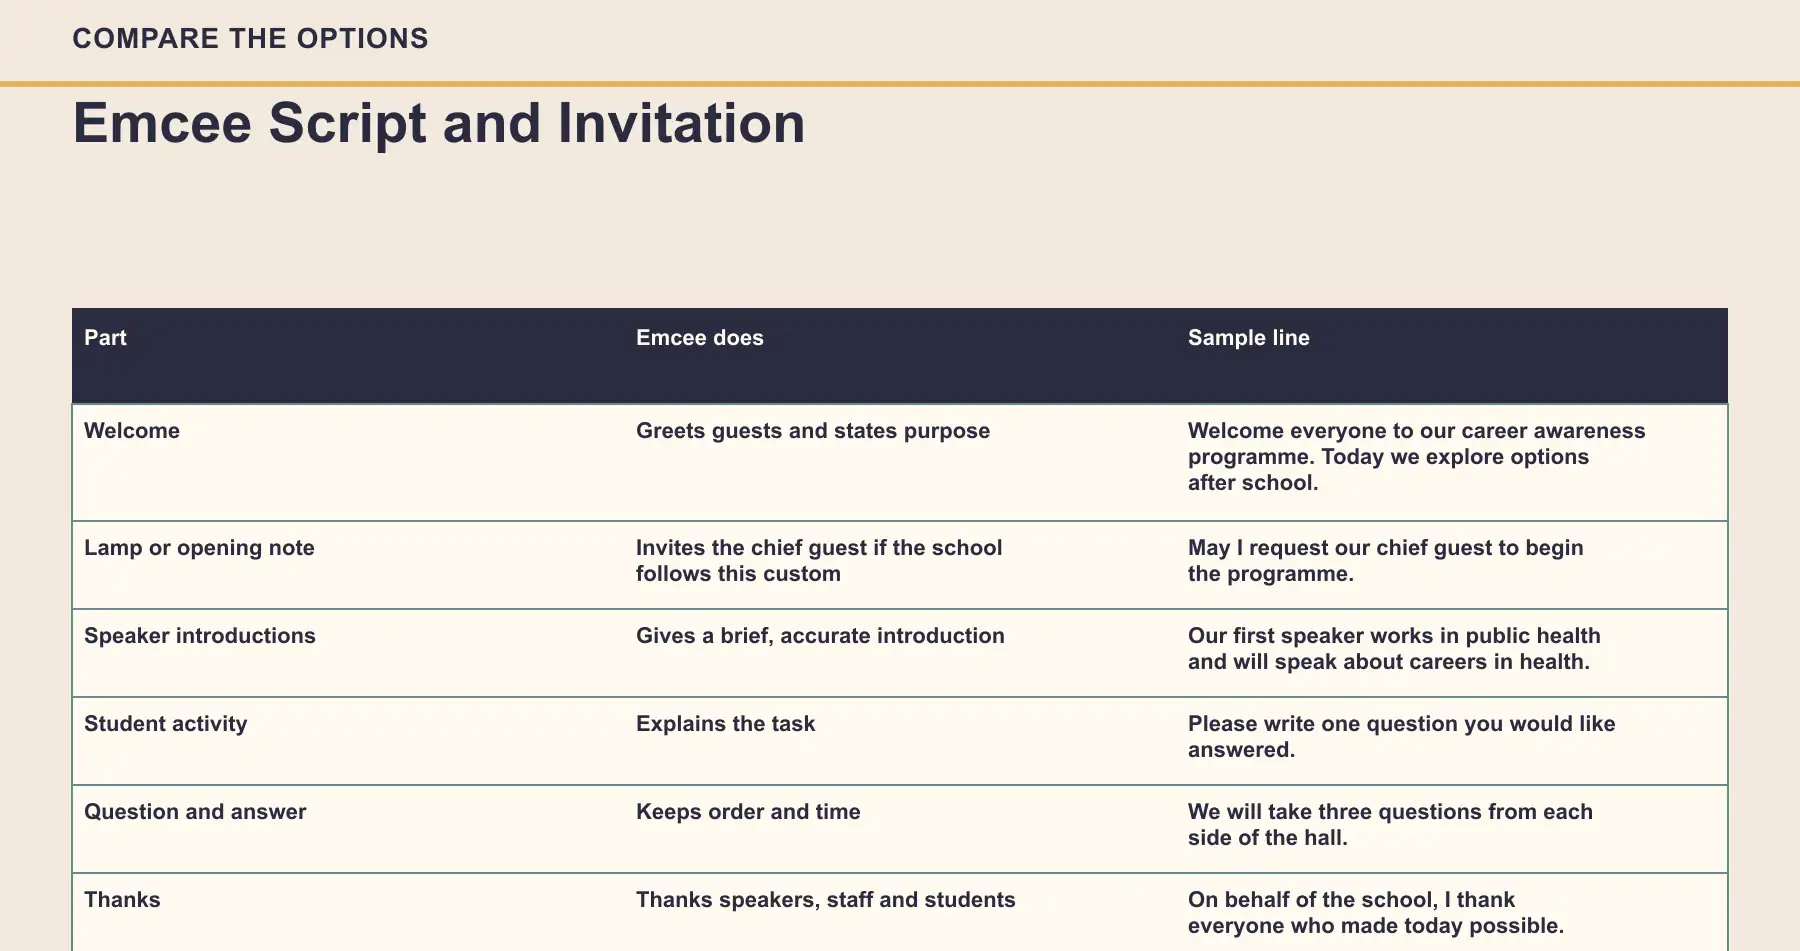 COMPARE THE OPTIONS
Emcee Script and Invitation
Part
Emcee does
Sample line
Welcome
Greets guests and states purpose
Welcome everyone to our career awareness
programme. Today we explore options
after school.
Lamp or opening note
Invites the chief guest if the school
follows this custom
May I request our chief guest to begin
the programme.
Speaker introductions
Gives a brief, accurate introduction
Our first speaker works in public health
and will speak about careers in health.
Student activity
Explains the task
Please write one question you would like
answered.
Question and answer
Keeps order and time
We will take three questions from each
side of the hall.
Thanks
Thanks speakers, staff and students
On behalf of the school, I thank
everyone who made today possible.